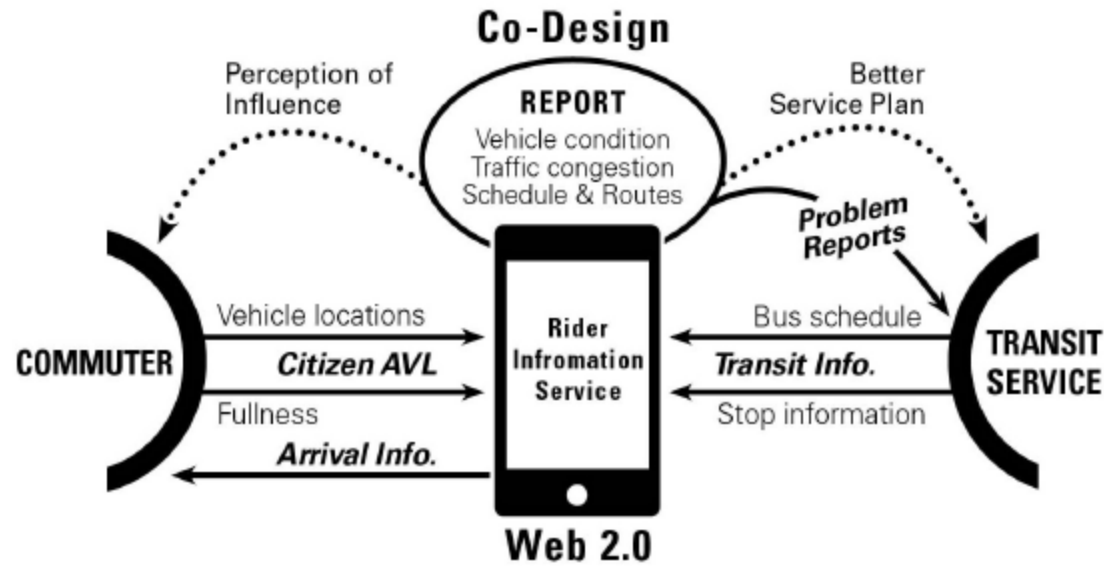 Co-Design
Perception of
Influence
REPORT
Vehicle condition
Traffic congestion
Schedule & Routes
Better
Service Plan
Problem
Reports
COMMUTER
Vehicle locations
Citizen AVL
Fullness
Arrival Info.
Rider
Infromation
Service
Bus schedule
Transit Info.
Stop information
TRANSIT
SERVICE
Web 2.0